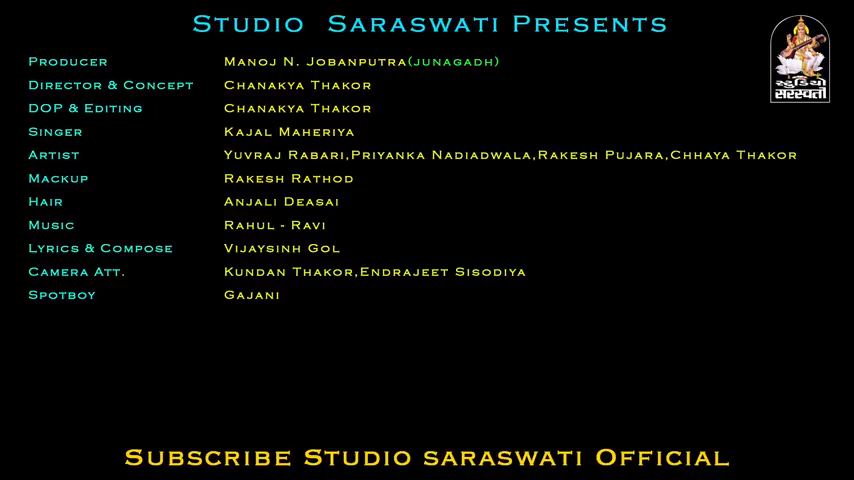 Studio Saraswati Presents
સ્ટુડિયો
સરસ્વતી
Producer Manoj N. Jobanputra(junagadh)
Director & Concept Chanakya Thakor
DOP & Editing Chanakya Thakor
Singer Kajal Maheriya
Artist Yuvraj Rabari,Priyanka Nadiadwala,Rakesh Pujara,Chhaya Thakor
Mackup Rakesh Rathod
Hair Anjali Deasai
Music Rahul - Ravi
Lyrics & Compose Vijaysinh Gol
Camera Att. Kundan Thakor,Endrajeet Sisodiya
Spotboy Gajani
Subscribe Studio saraswati Official